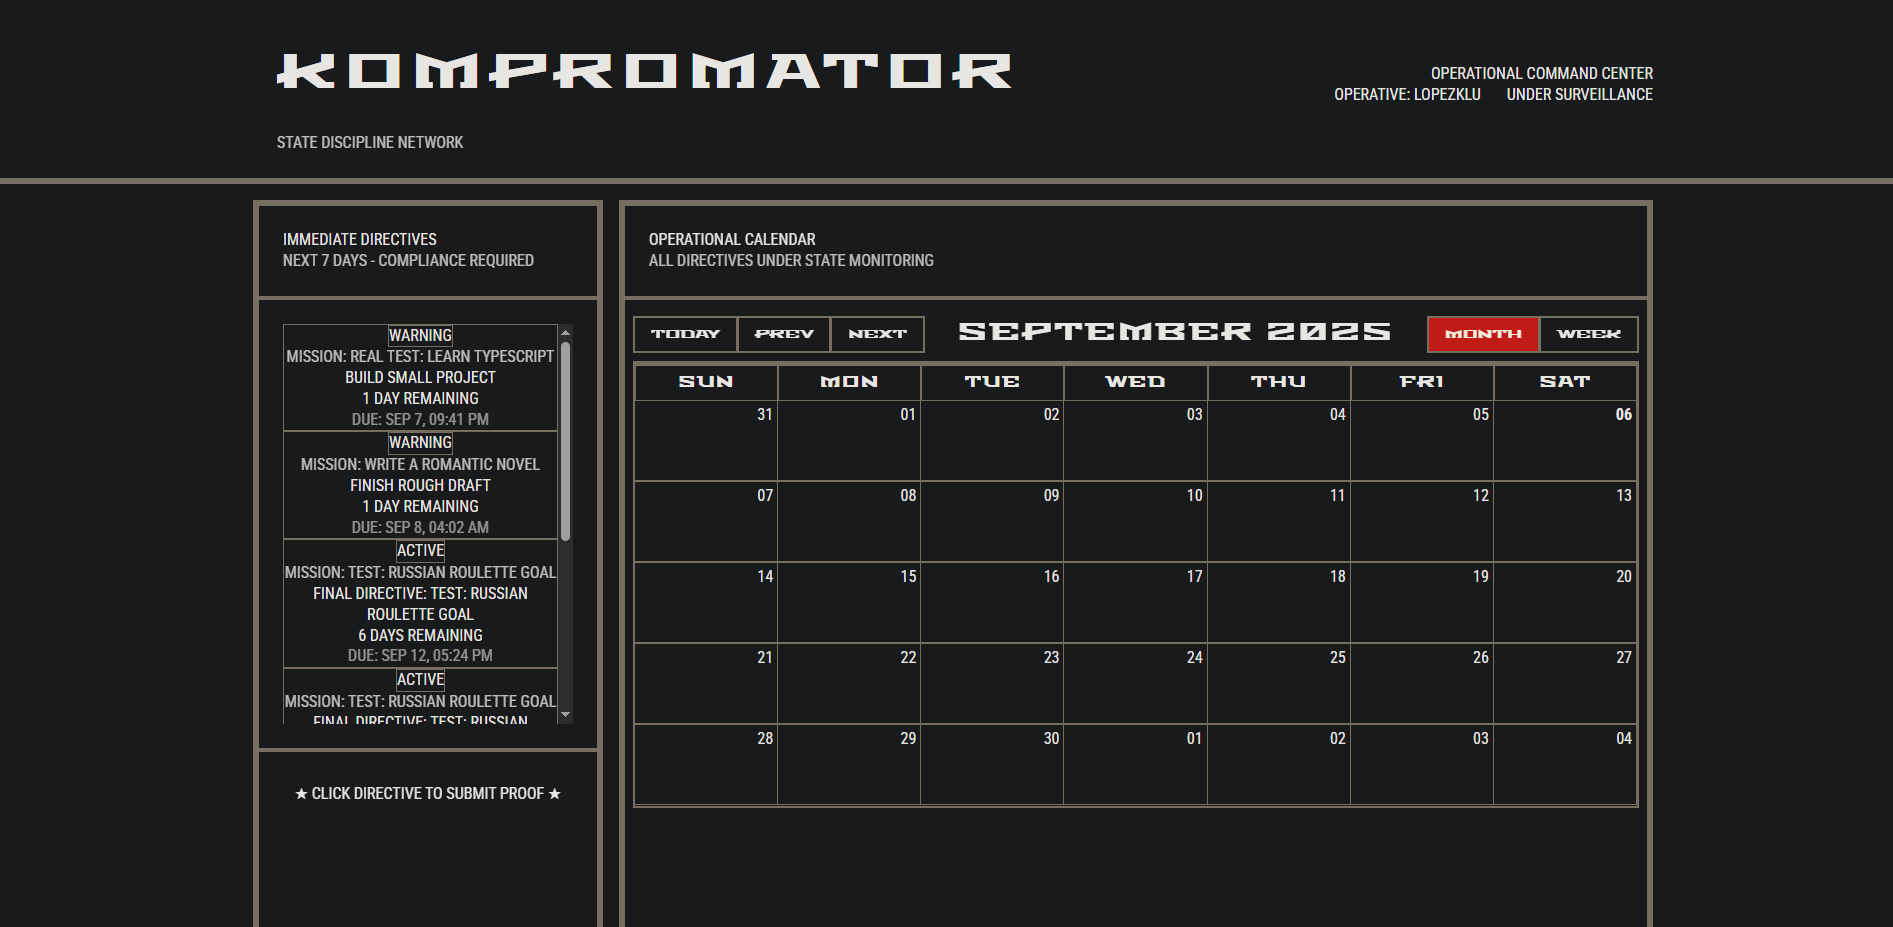 KOMPROMATOR
OPERATIONAL COMMAND CENTER
OPERATIVE: LOPEZKLU UNDER SURVEILLANCE
STATE DISCIPLINE NETWORK
IMMEDIATE DIRECTIVES
NEXT 7 DAYS - COMPLIANCE REQUIRED
WARNING
MISSION: REAL TEST: LEARN TYPESCRIPT
BUILD SMALL PROJECT
1 DAY REMAINING
DUE: SEP 7, 09:41 PM
WARNING
MISSION: WRITE A ROMANTIC NOVEL
FINISH ROUGH DRAFT
1 DAY REMAINING
DUE: SEP 8, 04:02 AM
ACTIVE
MISSION: TEST: RUSSIAN ROULETTE GOAL
FINAL DIRECTIVE: TEST: RUSSIAN
ROULETTE GOAL
6 DAYS REMAINING
DUE: SEP 12, 05:24 PM
ACTIVE
MISSION: TEST: RUSSIAN ROULETTE GOAL
FINAL DIRECTIVE: TEST: RUSSIAN
★ CLICK DIRECTIVE TO SUBMIT PROOF ★
OPERATIONAL CALENDAR
ALL DIRECTIVES UNDER STATE MONITORING
TODAY PREV NEXT SEPTEMBER 2025 MONTH WEEK
SUN MON TUE WED THU FRI SAT
31 01 02 03 04 05 06
07 08 09 10 11 12 13
14 15 16 17 18 19 20
21 22 23 24 25 26 27
28 29 30 01 02 03 04